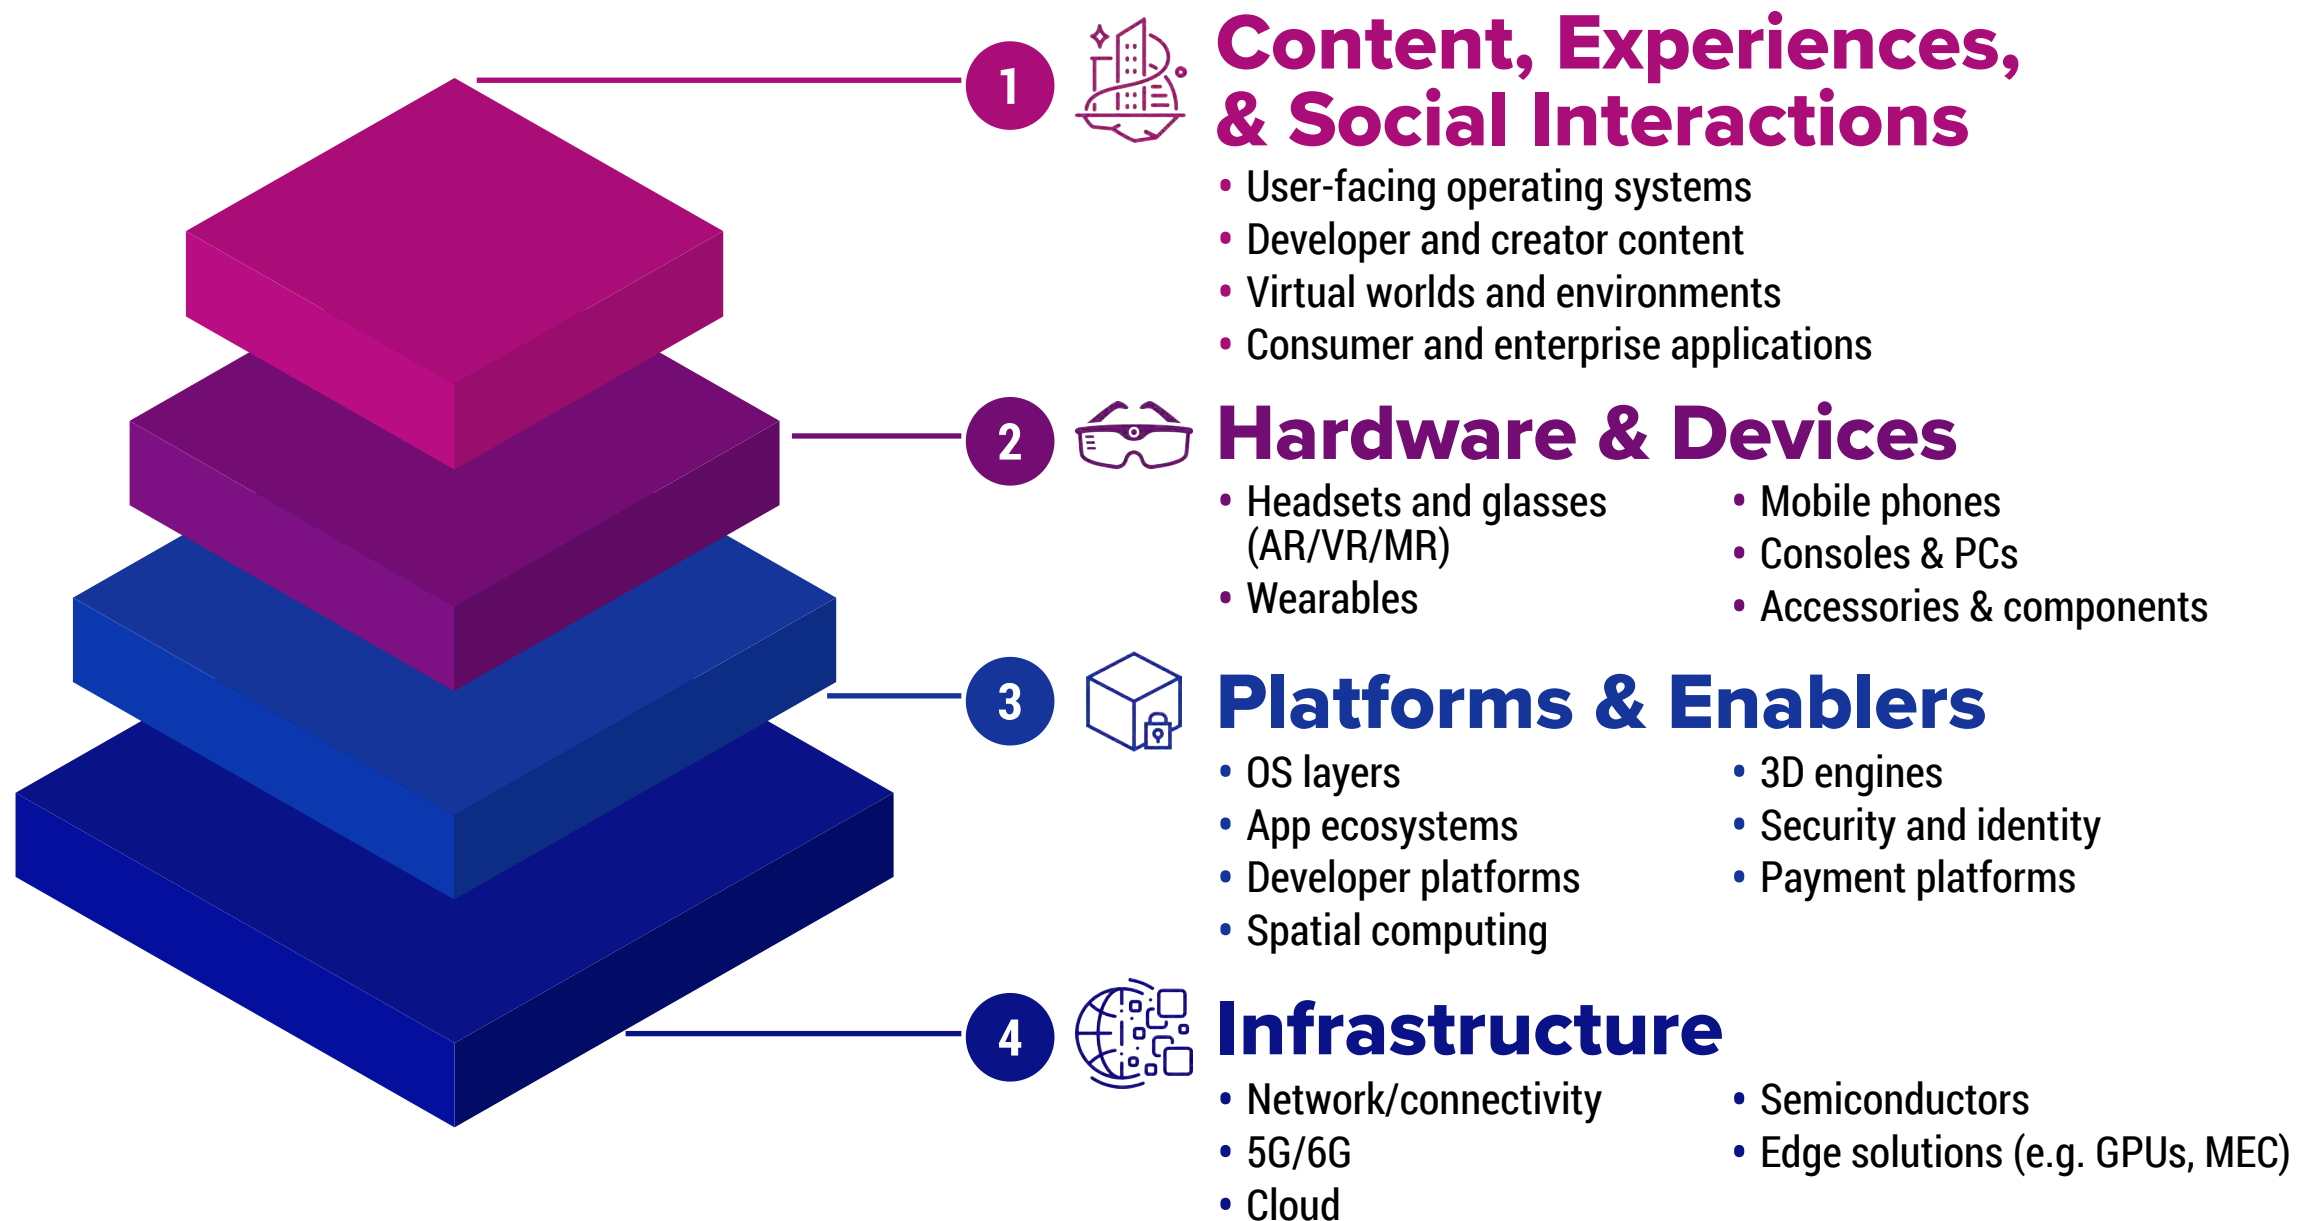 1
Content, Experiences,
& Social Interactions
• User-facing operating systems
• Developer and creator content
• Virtual worlds and environments
• Consumer and enterprise applications
2
Hardware & Devices
• Headsets and glasses
(AR/VR/MR)
• Wearables
• Mobile phones
• Consoles & PCs
• Accessories & components
3
Platforms & Enablers
• OS layers
• App ecosystems
• Developer platforms
• Spatial computing
• 3D engines
• Security and identity
• Payment platforms
4
Infrastructure
• Network/connectivity
• 5G/6G
• Cloud
• Semiconductors
• Edge solutions (e.g. GPUs, MEC)